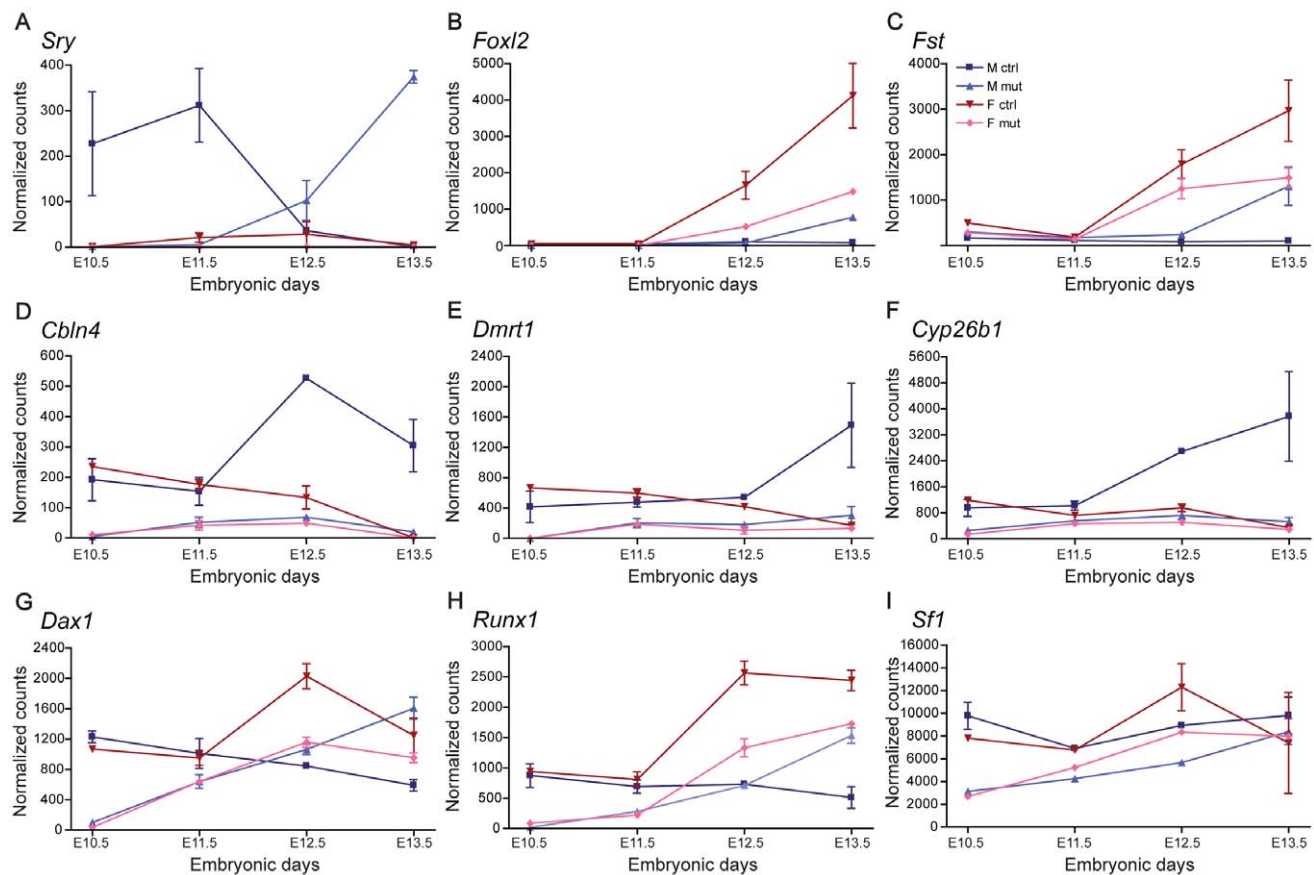 A
Sry
Normalized counts
400
300
200
100
0
E10.5 E11.5 E12.5 E13.5
Embryonic days
B
Foxl2
Normalized counts
5000
4000
3000
2000
1000
0
E10.5 E11.5 E12.5 E13.5
Embryonic days
C
Fst
Normalized counts
4000
3000
2000
1000
M ctrl
M mut
F ctrl
F mut
E10.5 E11.5 E12.5 E13.5
Embryonic days
D
Cbln4
Normalized counts
600
500
400
300
200
100
0
E10.5 E11.5 E12.5 E13.5
Embryonic days
E
Dmrt1
Normalized counts
2400
2000
1600
1200
800
400
0
E10.5 E11.5 E12.5 E13.5
Embryonic days
F
Cyp26b1
Normalized counts
5600
4800
4000
3200
2400
1600
800
0
E10.5 E11.5 E12.5 E13.5
Embryonic days
G
Dax1
Normalized counts
2400
2000
1600
1200
800
400
0
E10.5 E11.5 E12.5 E13.5
Embryonic days
H
Runx1
Normalized counts
3000
2500
2000
1500
1000
500
0
E10.5 E11.5 E12.5 E13.5
Embryonic days
I
Sf1
Normalized counts
16000
14000
12000
10000
8000
6000
4000
2000
0
E10.5 E11.5 E12.5 E13.5
Embryonic days